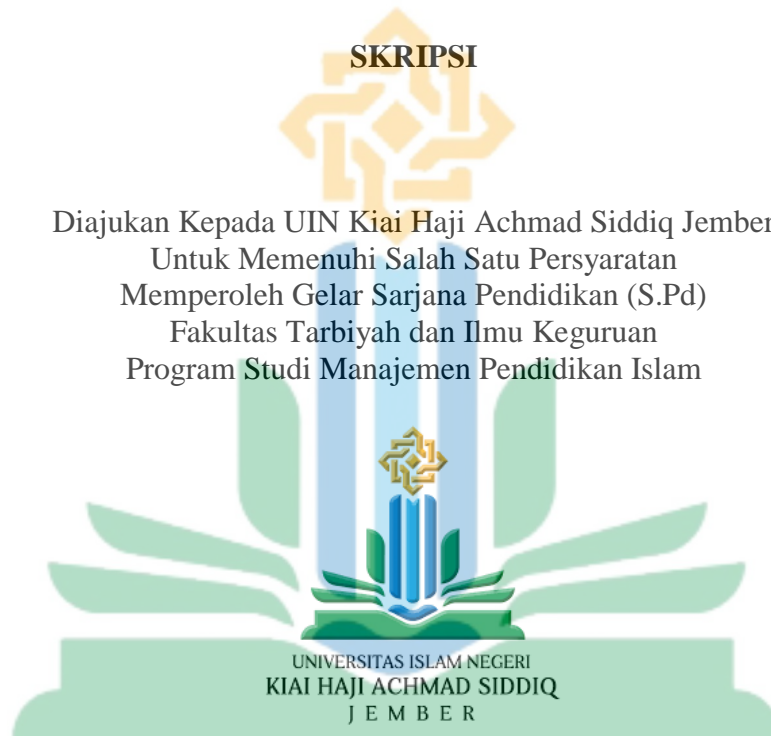 SKRIPSI
Diajukan Kepada UIN Kiai Haji Achmad Siddiq Jember
Untuk Memenuhi Salah Satu Persyaratan
Memperoleh Gelar Sarjana Pendidikan (S.Pd)
Fakultas Tarbiyah dan Ilmu Keguruan
Program Studi Manajemen Pendidikan Islam
UNIVERSITAS ISLAM NEGERI
KIAI HAJI ACHMAD SIDDIQ
JEMBER